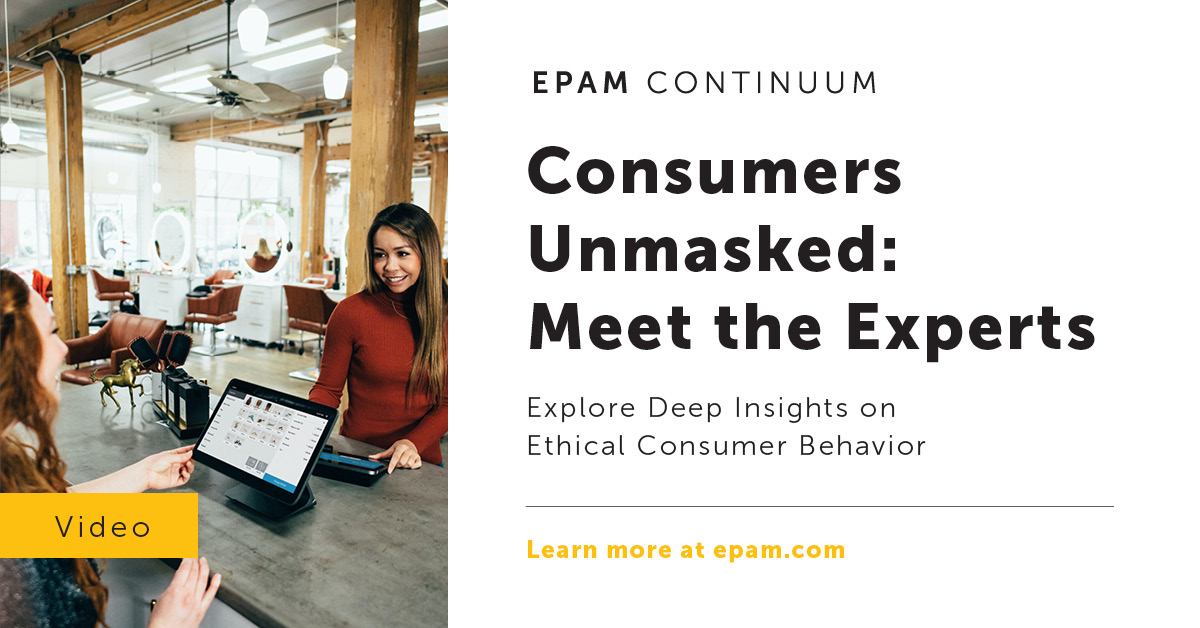 EPAM CONTINUUM
Consumers
Unmasked:
Meet the Experts
Explore Deep Insights on
Ethical Consumer Behavior
Learn more at epam.com
Video